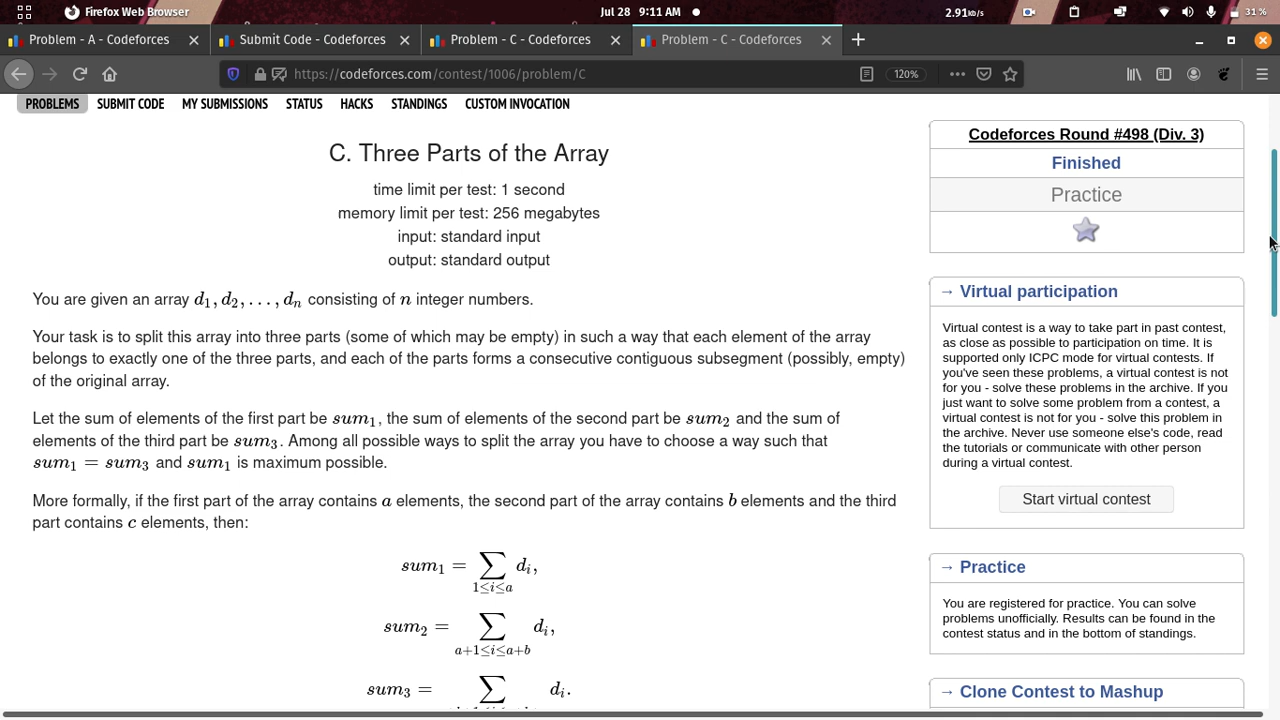 Firefox Web Browser Jul 28 9:11 AM 2.91kb/s 31 %
Problem - A - Codeforces Submit Code - Codeforces Problem - C - Codeforces Problem - C - Codeforces
https://codeforces.com/contest/1006/problem/C 120%
PROBLEMS SUBMIT CODE MY SUBMISSIONS STATUS HACKS STANDINGS CUSTOM INVOCATION
C. Three Parts of the Array
time limit per test: 1 second
memory limit per test: 256 megabytes
input: standard input
output: standard output
You are given an array d₁, d₂, . . . , dₙ consisting of n integer numbers.
Your task is to split this array into three parts (some of which may be empty) in such a way that each element of the array
belongs to exactly one of the three parts, and each of the parts forms a consecutive contiguous subsegment (possibly, empty)
of the original array.
Let the sum of elements of the first part be sum₁, the sum of elements of the second part be sum₂ and the sum of
elements of the third part be sum₃. Among all possible ways to split the array you have to choose a way such that
sum₁ = sum₃ and sum₁ is maximum possible.
More formally, if the first part of the array contains a elements, the second part of the array contains b elements and the third
part contains c elements, then:
sum₁ = ∑ dᵢ,
1≤i≤a
sum₂ = ∑ dᵢ,
a+1≤i≤a+b
sum₃ = ∑ dᵢ.
Codeforces Round #498 (Div. 3)
Finished
Practice
→ Virtual participation
Virtual contest is a way to take part in past contest,
as close as possible to participation on time. It is
supported only ICPC mode for virtual contests. If
you've seen these problems, a virtual contest is not
for you - solve these problems in the archive. If you
just want to solve some problem from a contest, a
virtual contest is not for you - solve this problem in
the archive. Never use someone else's code, read
the tutorials or communicate with other person
during a virtual contest.
Start virtual contest
→ Practice
You are registered for practice. You can solve
problems unofficially. Results can be found in the
contest status and in the bottom of standings.
→ Clone Contest to Mashup